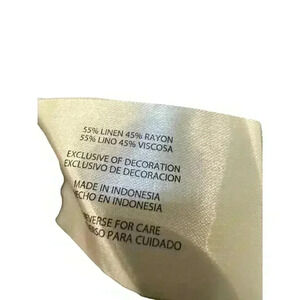 55% LINEN 45% RAYON
55% LINO 45% VISCOSA
EXCLUSIVE OF DECORATION
EXCLUSIVO DE DECORACION
MADE IN INDONESIA
HECHO EN INDONESIA
FOR CARE
PARA CUIDADO